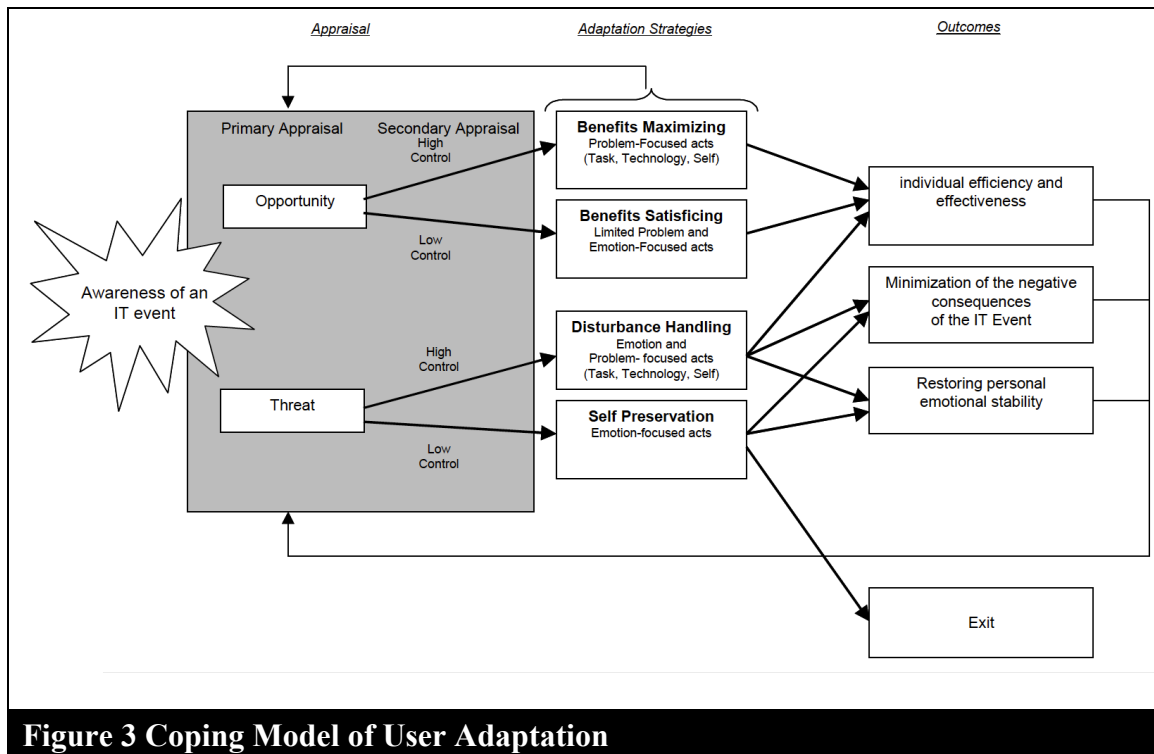 Appraisal
Adaptation Strategies
Outcomes
Primary Appraisal
Secondary Appraisal
High
Control
Opportunity
Low
Control
Awareness of an
IT event
High
Control
Threat
Low
Control
Benefits Maximizing
Problem-Focused acts
(Task, Technology, Self)
Benefits Satisficing
Limited Problem and
Emotion-Focused acts
Disturbance Handling
Emotion and
Problem- focused acts
(Task, Technology, Self)
Self Preservation
Emotion-focused acts
individual efficiency and
effectiveness
Minimization of the negative
consequences
of the IT Event
Restoring personal
emotional stability
Exit
Figure 3 Coping Model of User Adaptation